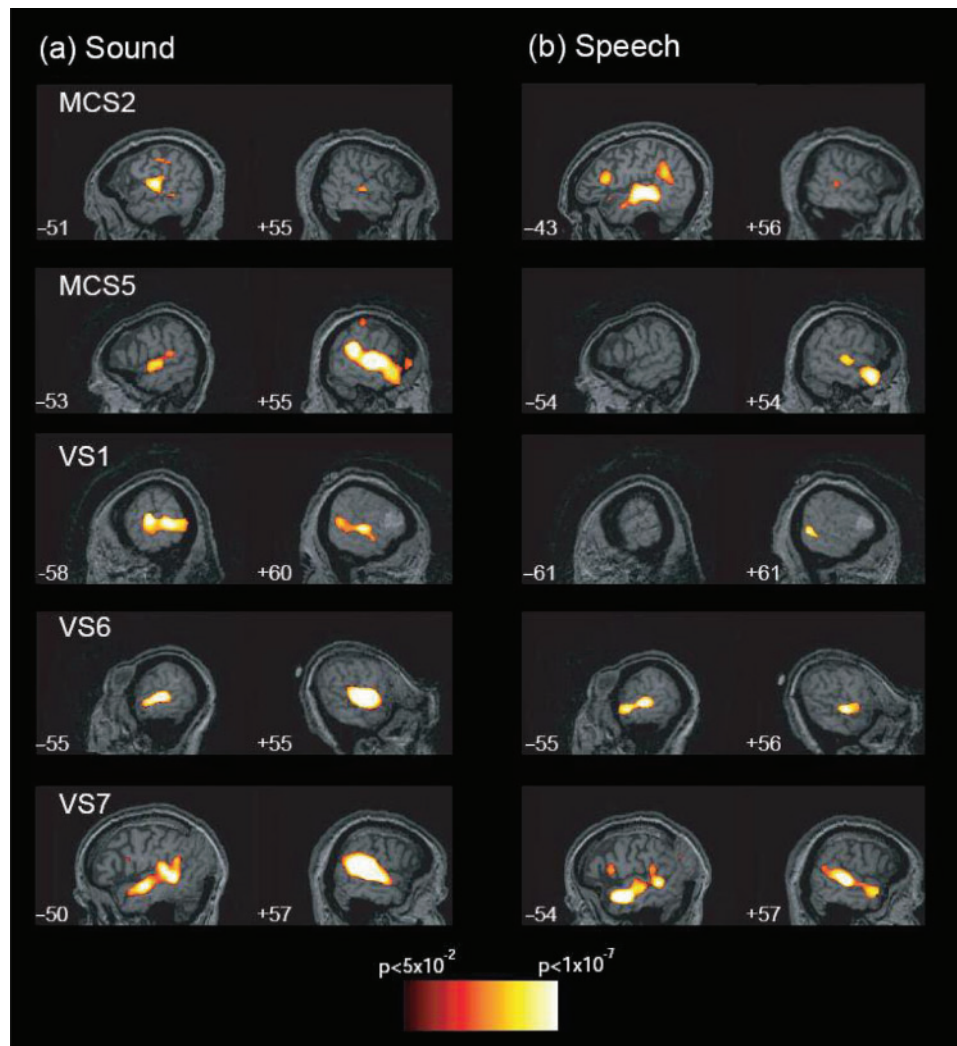 (a) Sound (b) Speech
MCS2
–51 +55 –43 +56
MCS5
–53 +55 –54 +54
VS1
–58 +60 –61 +61
VS6
–55 +55 –55 +56
VS7
–50 +57 –54 +57
p<5x10⁻² p<1x10⁻⁷